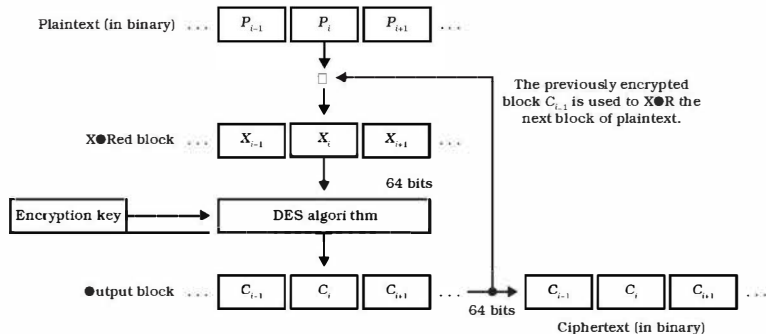 Plaintext (in binary) ... P_{i-1} P_i P_{i+1} ...
□
The previously encrypted
block C_{i-1} is used to X●R the
next block of plaintext.
X●Red block ... X_{i-1} X_i X_{i+1} ...
64 bits
Encryption key DES algorithm
●utput block ... C_{i-1} C_i C_{i+1} ... C_{i-1} C_i C_{i+1} ...
64 bits
Ciphertext (in binary)